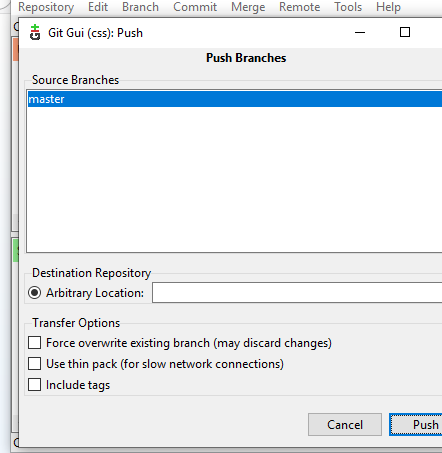 Repository Edit Branch Commit Merge Remote Tools Help
Git Gui (css): Push
Push Branches
Source Branches
master
Destination Repository
Arbitrary Location:
Transfer Options
Force overwrite existing branch (may discard changes)
Use thin pack (for slow network connections)
Include tags
Cancel Push